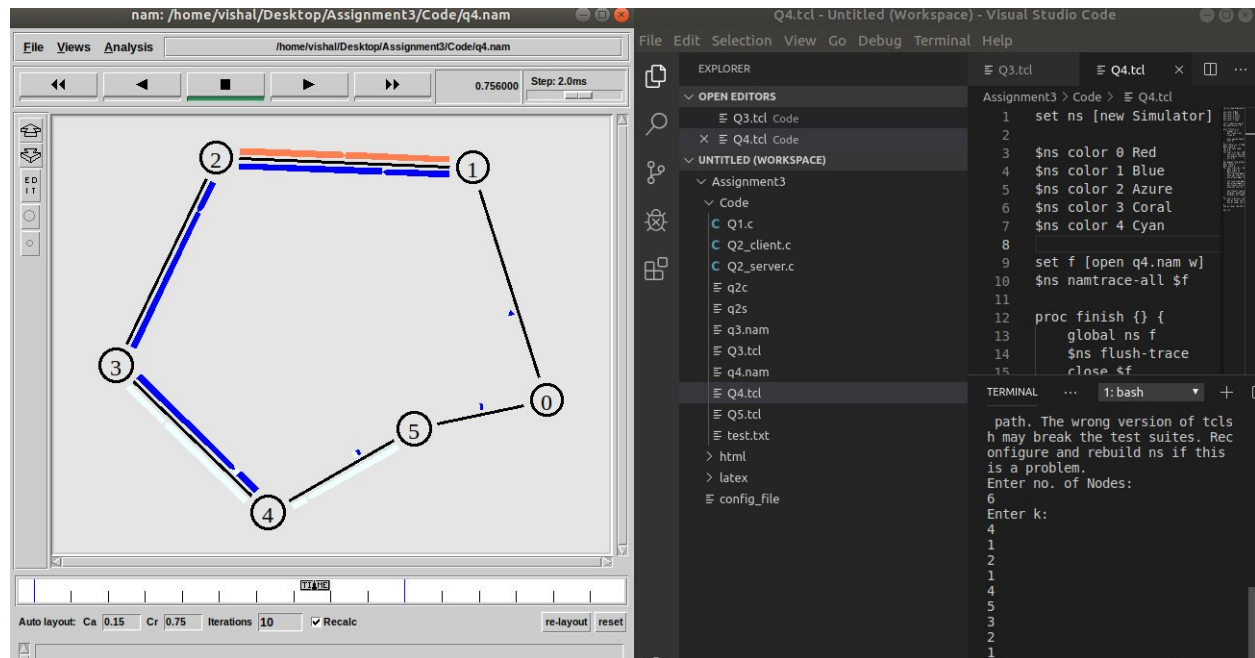 nam: /home/vishal/Desktop/Assignment3/Code/q4.nam
File Views Analysis /home/vishal/Desktop/Assignment3/Code/q4.nam
0.756000 Step: 2.0ms
ED
IT
2
1
3
0
5
4
TIME
Auto layout: Ca 0.15 Cr 0.75 Iterations 10 Recalc re-layout reset
Q4.tcl - Untitled (Workspace) - Visual Studio Code
File Edit Selection View Go Debug Terminal Help
EXPLORER
OPEN EDITORS
Q3.tcl Code
Q4.tcl Code
UNTITLED (WORKSPACE)
Assignment3
Code
C Q1.c
C Q2_client.c
C Q2_server.c
q2c
q2s
q3.nam
Q3.tcl
q4.nam
Q4.tcl
Q5.tcl
test.txt
html
latex
config_file
Q3.tcl Q4.tcl
Assignment3 > Code > Q4.tcl
1 set ns [new Simulator]
2
3 $ns color 0 Red
4 $ns color 1 Blue
5 $ns color 2 Azure
6 $ns color 3 Coral
7 $ns color 4 Cyan
8
9 set f [open q4.nam w]
10 $ns namtrace-all $f
11
12 proc finish {} {
13 global ns f
14 $ns flush-trace
15 close $f
TERMINAL ... 1: bash
path. The wrong version of tcls
h may break the test suites. Rec
onfigure and rebuild ns if this
is a problem.
Enter no. of Nodes:
6
Enter k:
4
1
2
1
4
5
3
2
1